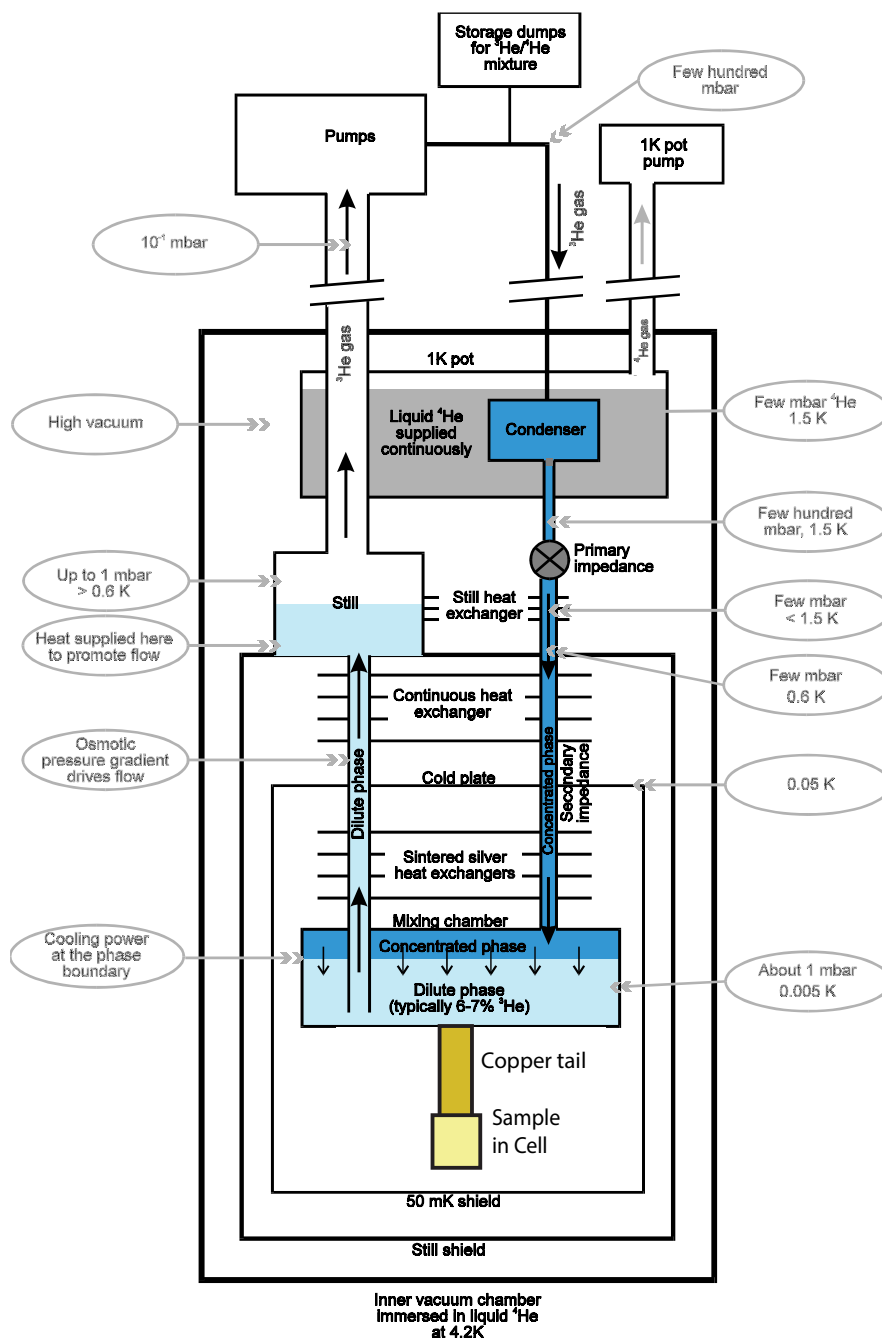 Storage dumps
for ³He/⁴He
mixture
Few hundred
mbar
Pumps
1K pot
pump
10⁻¹ mbar
³He gas
³He gas
⁴He gas
1K pot
High vacuum
Liquid ⁴He
supplied
continuously
Condenser
Few mbar ⁴He
1.5 K
Few hundred
mbar, 1.5 K
Primary
impedance
Up to 1 mbar
> 0.6 K
Still
Still heat
exchanger
Few mbar
< 1.5 K
Heat supplied here
to promote flow
Few mbar
0.6 K
Continuous heat
exchanger
Osmotic
pressure gradient
drives flow
Dilute phase
Cold plate
Concentrated phase
Secondary
impedance
0.05 K
Sintered silver
heat exchangers
Mixing chamber
Cooling power
at the phase
boundary
Concentrated phase
Dilute phase
(typically 6-7% ³He)
About 1 mbar
0.005 K
Copper tail
Sample
in Cell
50 mK shield
Still shield
Inner vacuum chamber
immersed in liquid ⁴He
at 4.2K